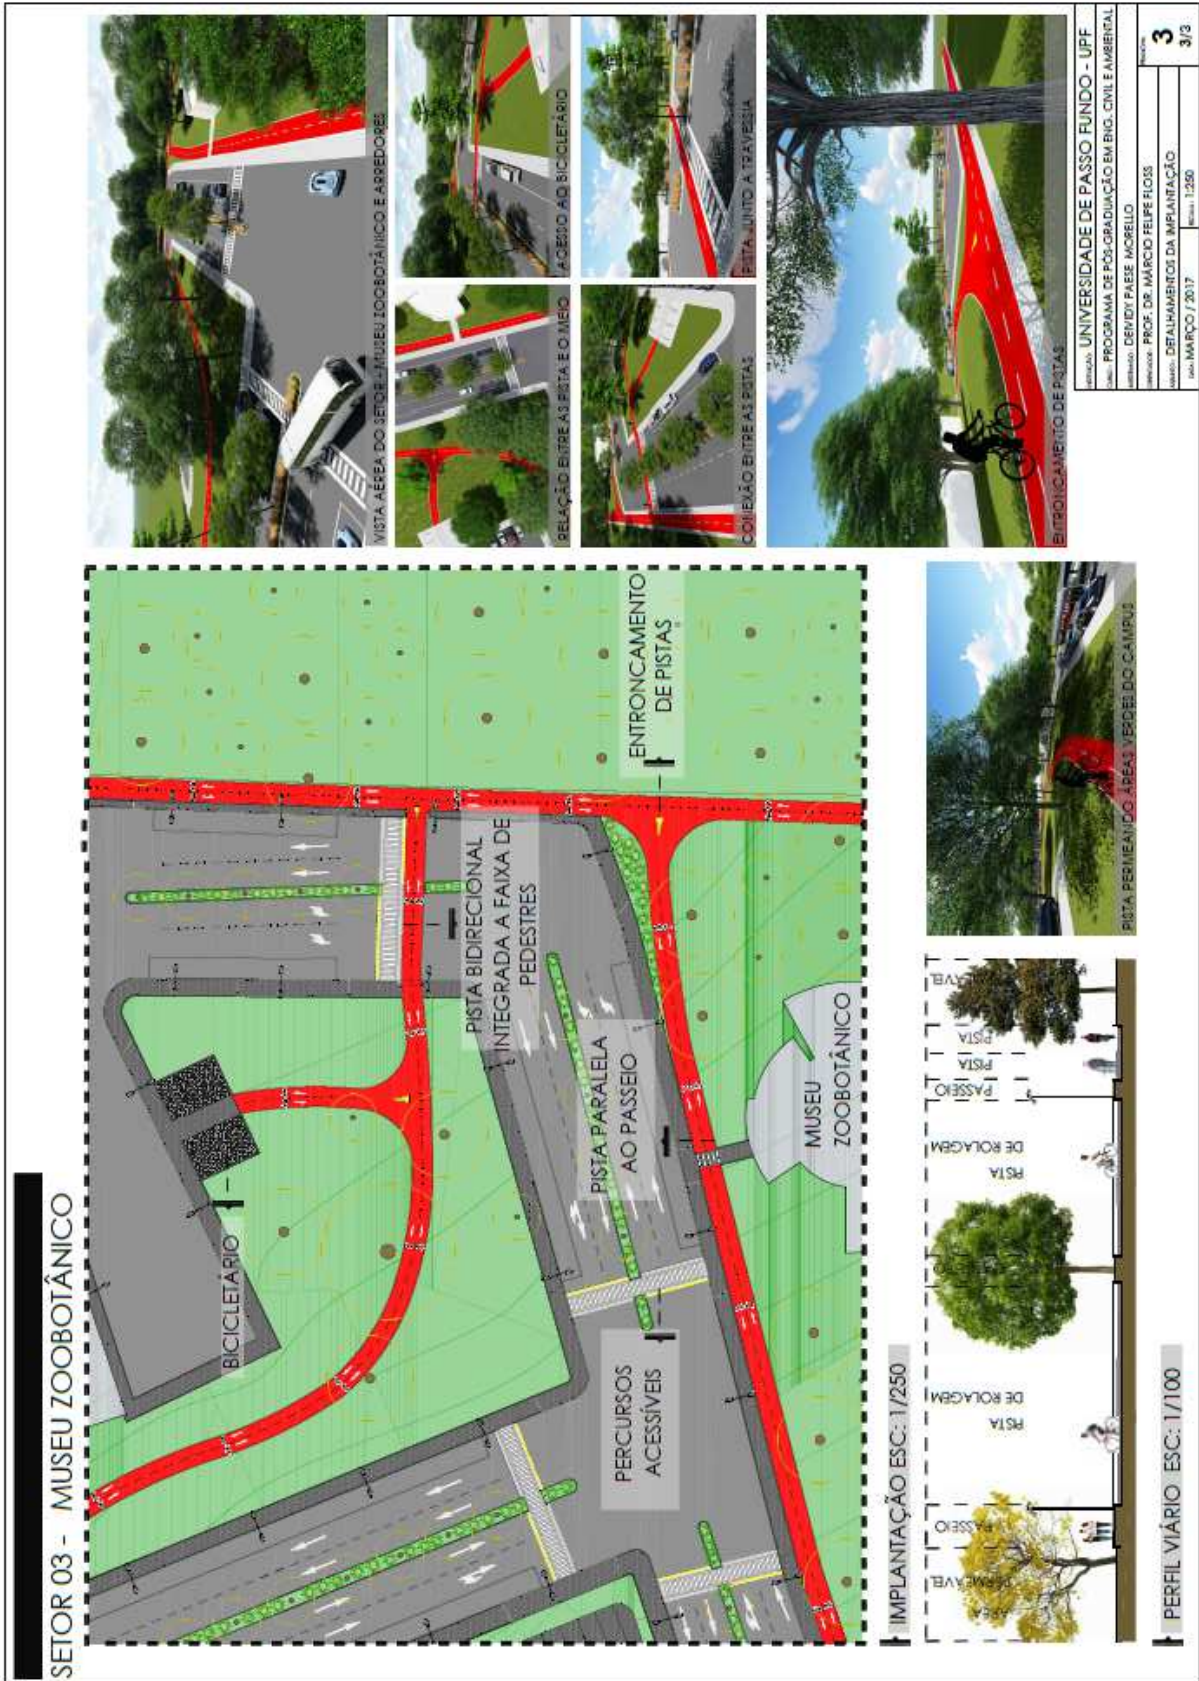 SETOR 03 - MUSEU ZOOBOTÂNICO
BICICLETÁRIO
PISTA BIDIRECIONAL
INTEGRADA A FAIXA DE
PEDESTRES
ENTRONCAMENTO
DE PISTAS
PISTA PARALELA
AO PASSEIO
PERCURSOS
ACESSÍVEIS
MUSEU
ZOOBOTÂNICO
IMPLANTAÇÃO ESC: 1/250
ÁREA
PERMEÁVEL
PASSEIO
PISTA
DE ROLAGEM
PISTA
DE ROLAGEM
PASSEIO
PISTA
PISTA
PERFIL VIÁRIO ESC: 1/100
PISTA PERMEANDO ÁREAS VERDES DO CAMPUS
VISTA AÉREA DO SETOR - MUSEU ZOOBOTÂNICO E ARREDORES
RELAÇÃO ENTRE AS PISTA E O MEIO
ACESSO AO BICICLETÁRIO
CONEXÃO ENTRE AS PISTAS
PISTA JUNTO A TRAVESSIA
ENTRONCAMENTO DE PISTAS
UNIVERSIDADE DE PASSO FUNDO - UPF
PROGRAMA DE PÓS-GRADUAÇÃO EM ENG. CIVIL E AMBIENTAL
PROF. DR. MÁRCIO FELIPE FLOSS
DETALHAMENTOS DA IMPLANTAÇÃO
MARÇO / 2017
1:250
3
3/3